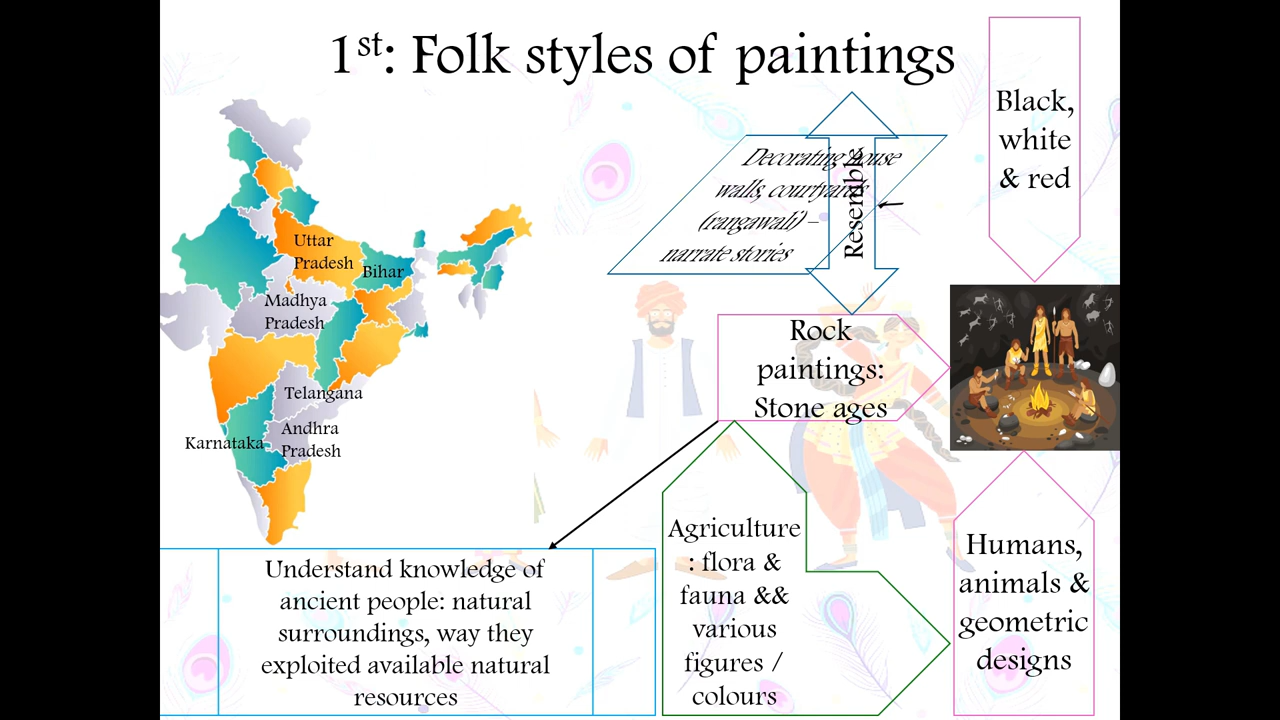 1st: Folk styles of paintings
Black,
white
& red
Decorating house
walls, courtyards
(rangawali) –
narrate stories
Resemble
Uttar
Pradesh
Bihar
Madhya
Pradesh
Telangana
Karnataka
Andhra
Pradesh
Rock
paintings:
Stone ages
Understand knowledge of
ancient people: natural
surroundings, way they
exploited available natural
resources
Agriculture
: flora &
fauna &&
various
figures /
colours
Humans,
animals &
geometric
designs